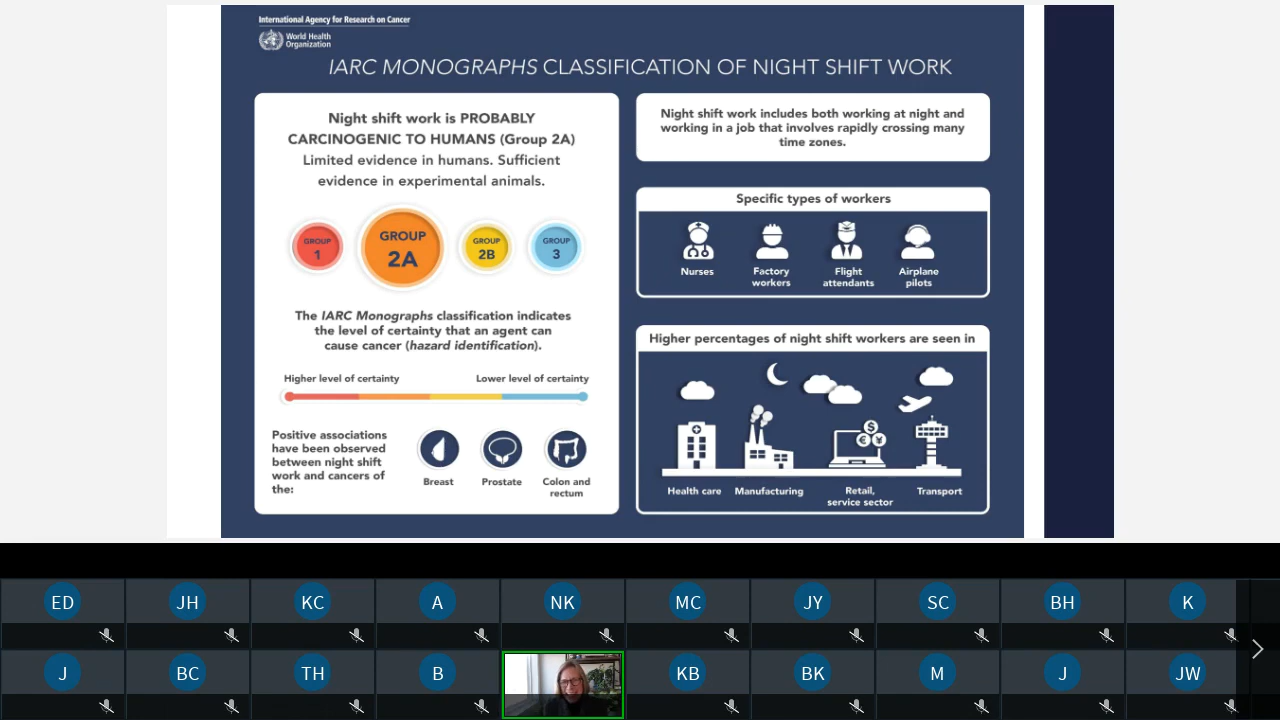 International Agency for Research on Cancer
World Health
Organization
IARC MONOGRAPHS CLASSIFICATION OF NIGHT SHIFT WORK
Night shift work is PROBABLY
CARCINOGENIC TO HUMANS (Group 2A)
Limited evidence in humans. Sufficient
evidence in experimental animals.
GROUP
1
GROUP
2A
GROUP
2B
GROUP
3
The IARC Monographs classification indicates
the level of certainty that an agent can
cause cancer (hazard identification).
Higher level of certainty
Lower level of certainty
Positive associations
have been observed
between night shift
work and cancers of
the:
Breast
Prostate
Colon and
rectum
Night shift work includes both working at night and
working in a job that involves rapidly crossing many
time zones.
Specific types of workers
Nurses
Factory
workers
Flight
attendants
Airplane
pilots
Higher percentages of night shift workers are seen in
$
€
¥
Health care
Manufacturing
Retail,
service sector
Transport
ED
JH
KC
A
NK
MC
JY
SC
BH
K
J
BC
TH
B
KB
BK
M
J
JW